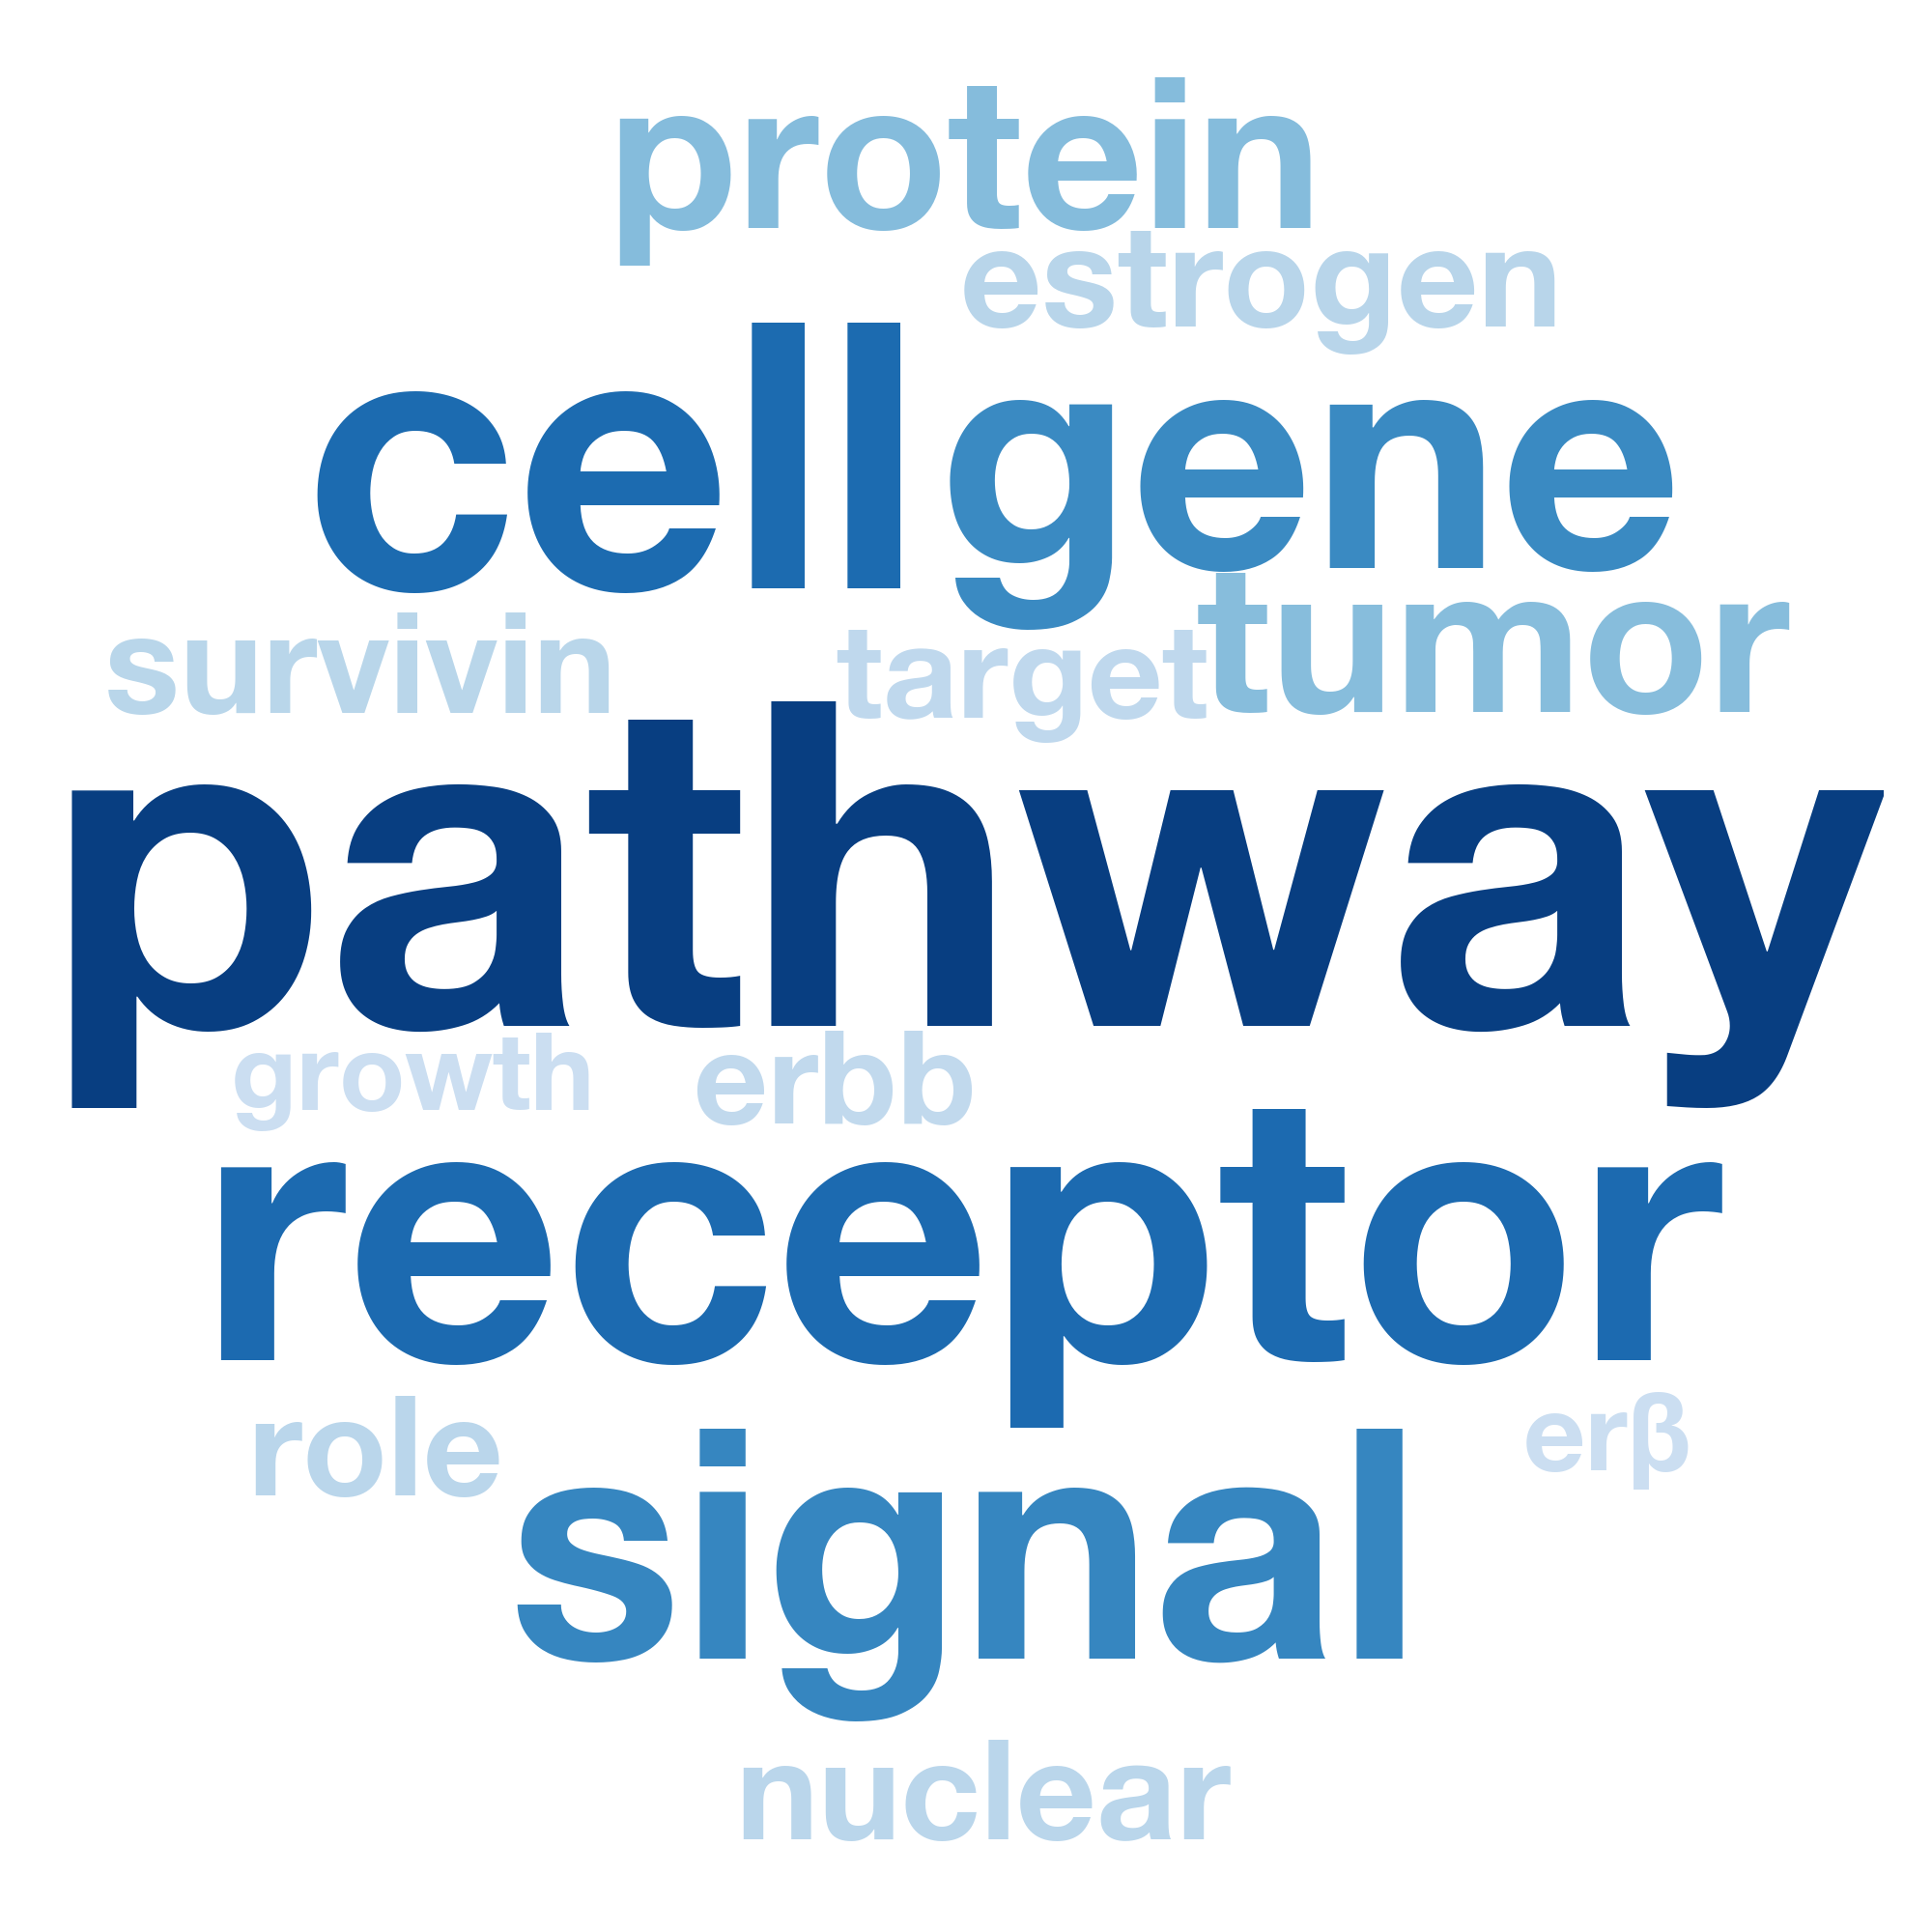 protein
estrogen
cell gene
survivin target tumor
pathway
growth erbb
receptor
role erβ
signal
nuclear